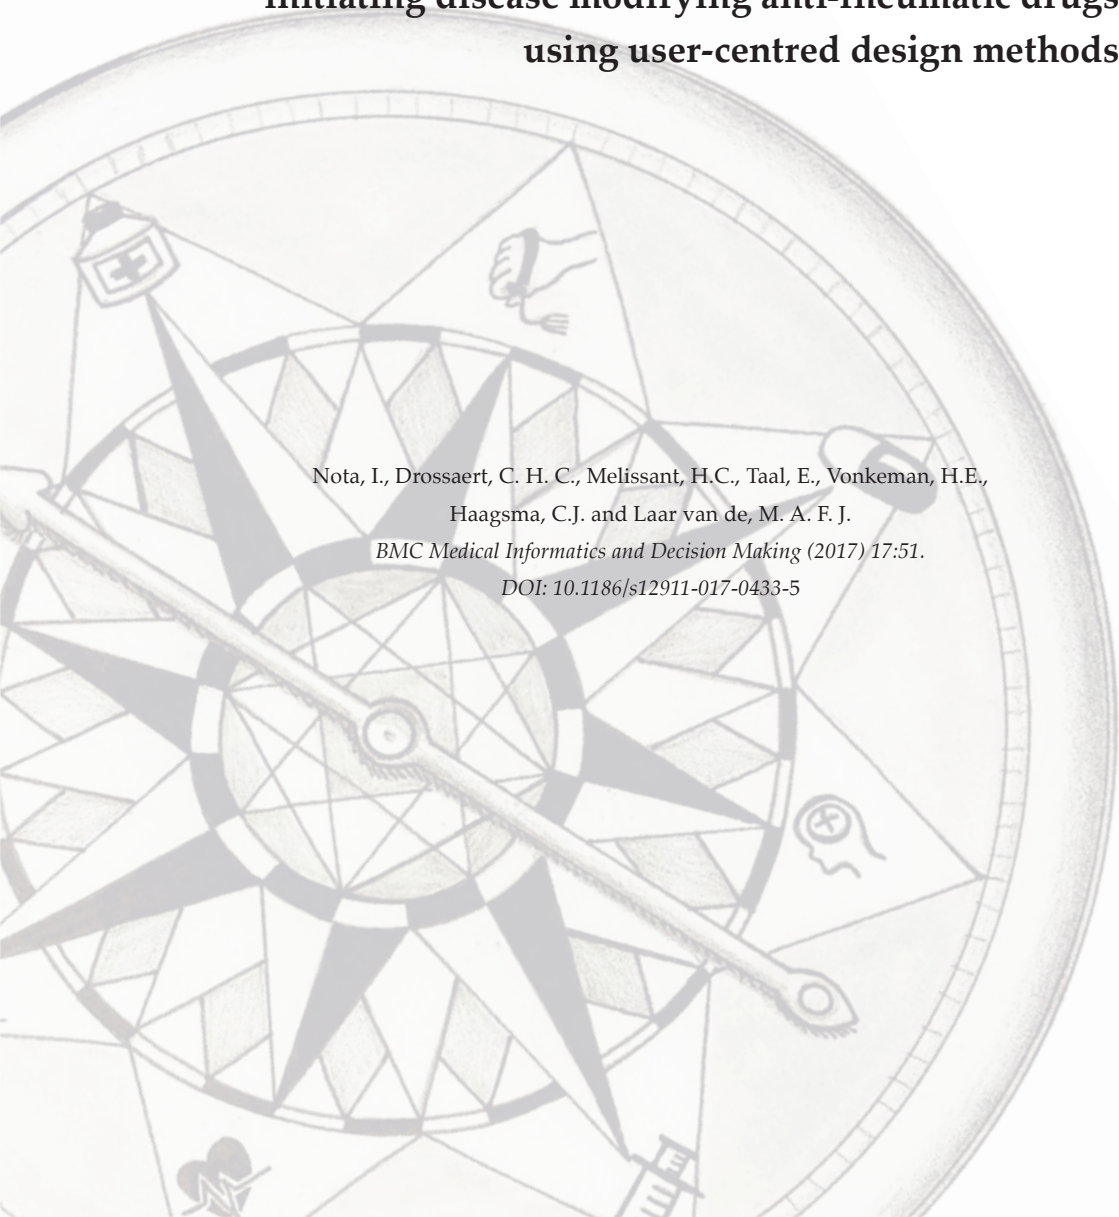 initiating disease modifying anti-rheumatic drugs
using user-centred design methods
Nota, I., Drossaert, C. H. C., Melissant, H.C., Taal, E., Vonkeman, H.E.,
Haagsma, C.J. and Laar van de, M. A. F. J.
BMC Medical Informatics and Decision Making (2017) 17:51.
DOI: 10.1186/s12911-017-0433-5